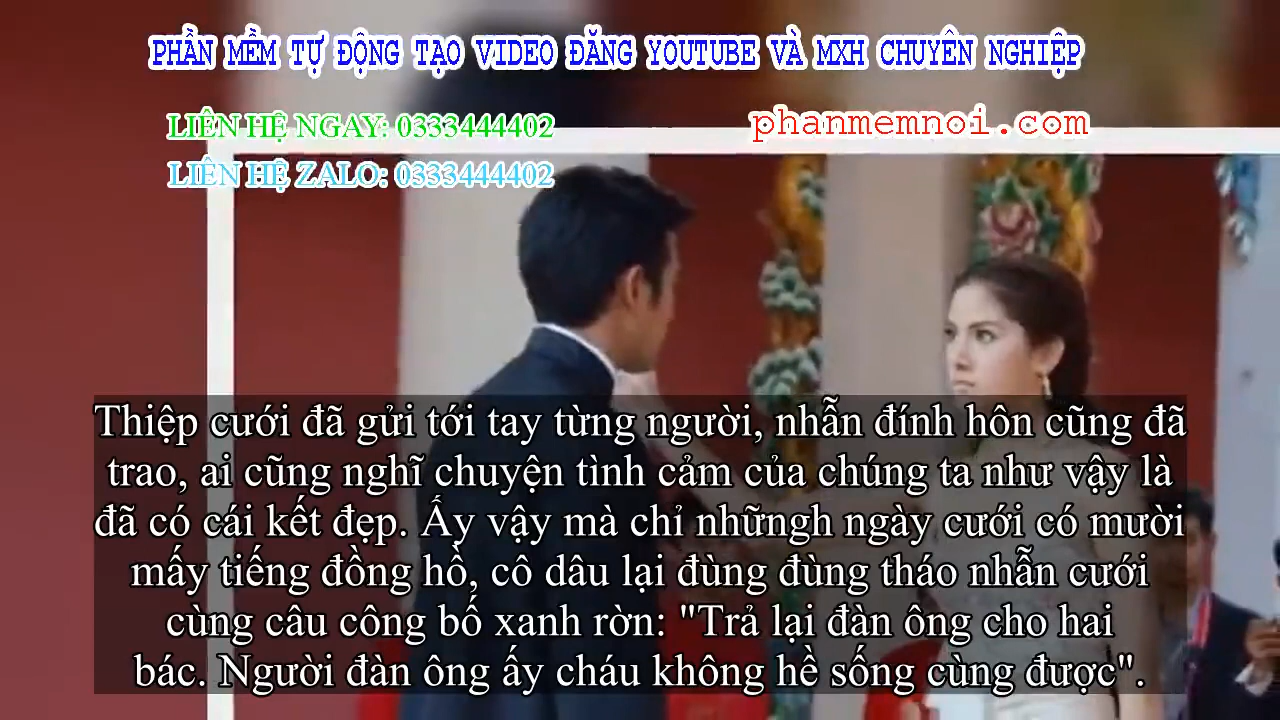 PHẦN MỀM TỰ ĐỘNG TẠO VIDEO ĐĂNG YOUTUBE VÀ MXH CHUYÊN NGHIỆP
LIÊN HỆ NGAY: 0333444402
phanmemnoi.com
LIÊN HỆ ZALO: 0333444402
Thiệp cưới đã gửi tới tay từng người, nhẫn đính hôn cũng đã
trao, ai cũng nghĩ chuyện tình cảm của chúng ta như vậy là
đã có cái kết đẹp. Ấy vậy mà chỉ nhữngh ngày cưới có mười
mấy tiếng đồng hồ, cô dâu lại đùng đùng tháo nhẫn cưới
cùng câu công bố xanh rờn: "Trả lại đàn ông cho hai
bác. Người đàn ông ấy cháu không hề sống cùng được".